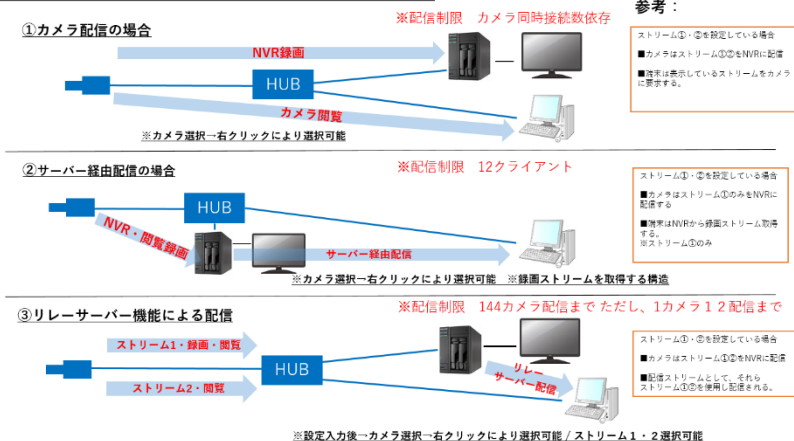 参考：
①カメラ配信の場合
※配信制限　カメラ同時接続数依存
NVR録画
HUB
カメラ閲覧
※カメラ選択→右クリックにより選択可能
ストリーム①・②を設定している場合
■カメラはストリーム①②をNVRに配信
■端末は表示しているストリームをカメラ
に要求する。
②サーバー経由配信の場合
※配信制限　12クライアント
HUB
NVR・閲覧録画
サーバー経由配信
※カメラ選択→右クリックにより選択可能　※録画ストリームを取得する構造
ストリーム①・②を設定している場合
■カメラはストリーム①のみをNVRに
配信する
■端末はNVRから録画ストリーム取得
する。
※ストリーム①のみ
③リレーサーバー機能による配信
※配信制限　144カメラ配信まで ただし、1カメラ１２配信まで
ストリーム1・録画・閲覧
HUB
ストリーム2・閲覧
リレー
サーバー配信
※設定入力後→カメラ選択→右クリックにより選択可能 / ストリーム１・２選択可能
ストリーム①・②を設定している場合
■カメラはストリーム①②をNVRに配信
■配信ストリームとして、それら
ストリーム①②を使用し配信される。